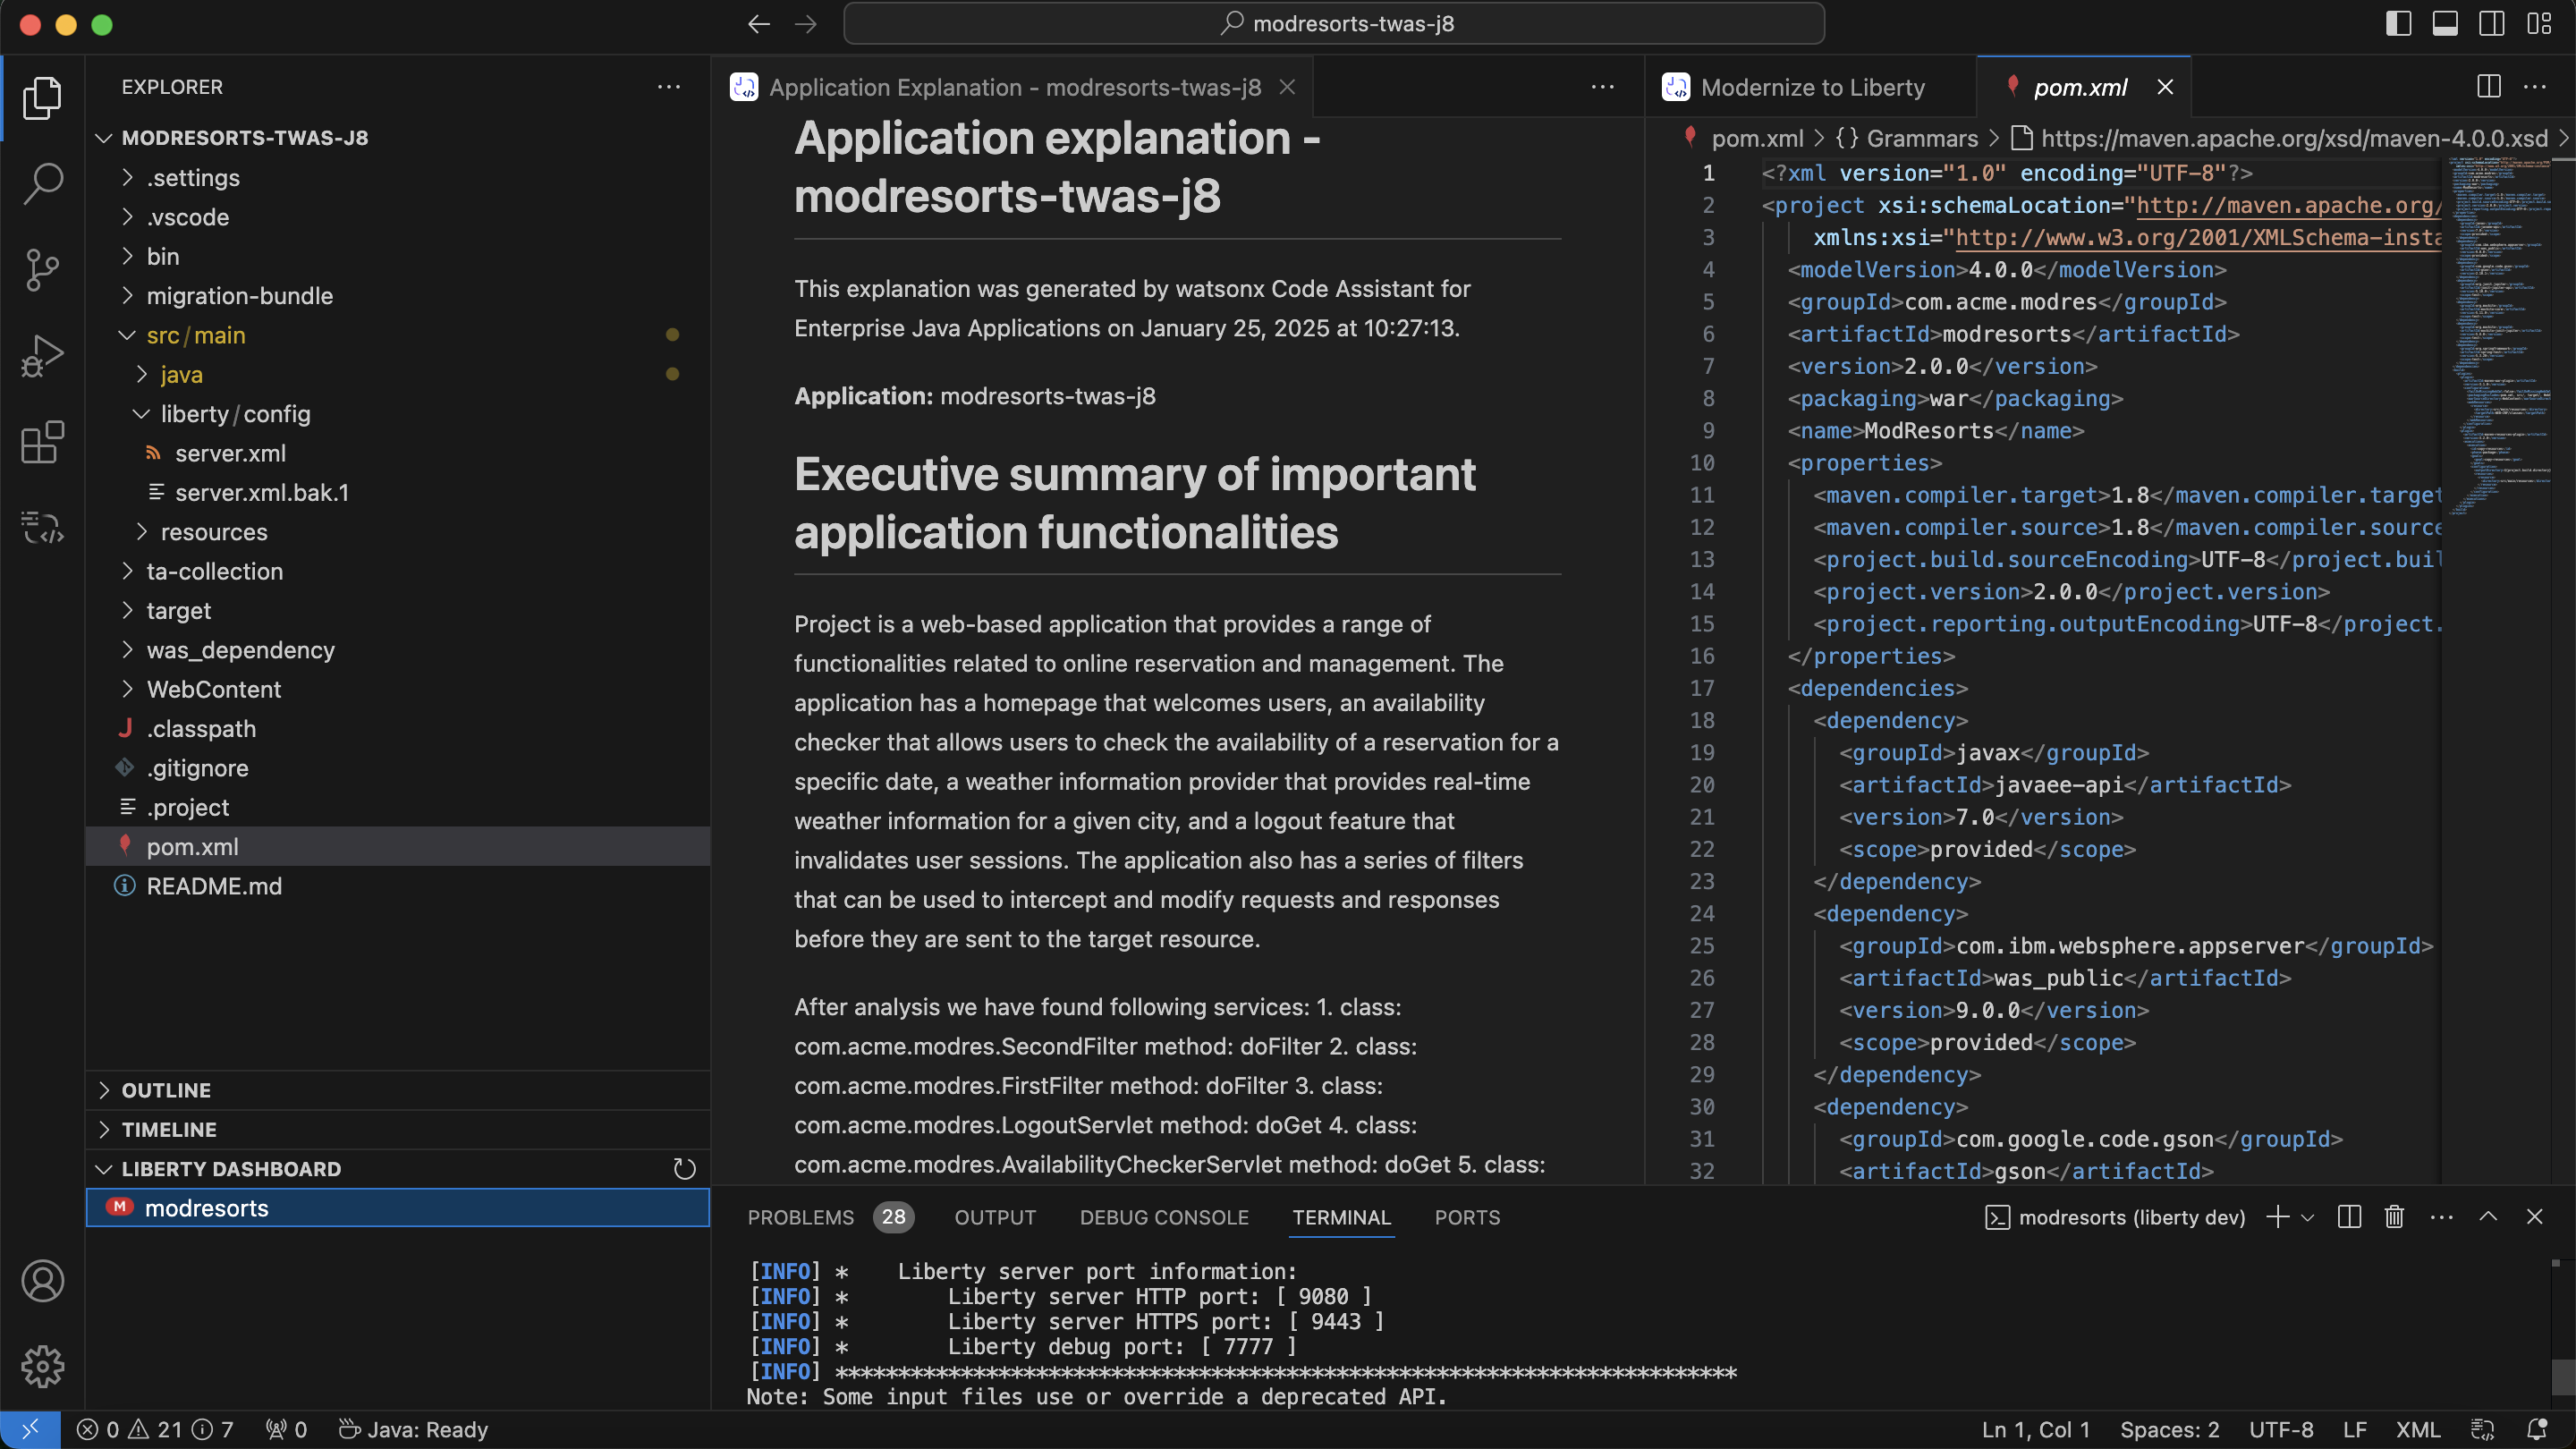 modresorts-twas-j8
EXPLORER
MODRESORTS-TWAS-J8
.settings
.vscode
bin
migration-bundle
src/main
java
liberty/config
server.xml
server.xml.bak.1
resources
ta-collection
target
was_dependency
WebContent
.classpath
.gitignore
.project
pom.xml
README.md
OUTLINE
TIMELINE
LIBERTY DASHBOARD
M modresorts
Application Explanation - modresorts-twas-j8
Application explanation -
modresorts-twas-j8
This explanation was generated by watsonx Code Assistant for
Enterprise Java Applications on January 25, 2025 at 10:27:13.
Application: modresorts-twas-j8
Executive summary of important
application functionalities
Project is a web-based application that provides a range of
functionalities related to online reservation and management. The
application has a homepage that welcomes users, an availability
checker that allows users to check the availability of a reservation for a
specific date, a weather information provider that provides real-time
weather information for a given city, and a logout feature that
invalidates user sessions. The application also has a series of filters
that can be used to intercept and modify requests and responses
before they are sent to the target resource.
After analysis we have found following services: 1. class:
com.acme.modres.SecondFilter method: doFilter 2. class:
com.acme.modres.FirstFilter method: doFilter 3. class:
com.acme.modres.LogoutServlet method: doGet 4. class:
com.acme.modres.AvailabilityCheckerServlet method: doGet 5. class:
Modernize to Liberty
pom.xml
pom.xml > {} Grammars > https://maven.apache.org/xsd/maven-4.0.0.xsd >
1 <?xml version="1.0" encoding="UTF-8"?>
2 <project xsi:schemaLocation="http://maven.apache.org/
3 xmlns:xsi="http://www.w3.org/2001/XMLSchema-insta
4 <modelVersion>4.0.0</modelVersion>
5 <groupId>com.acme.modres</groupId>
6 <artifactId>modresorts</artifactId>
7 <version>2.0.0</version>
8 <packaging>war</packaging>
9 <name>ModResorts</name>
10 <properties>
11 <maven.compiler.target>1.8</maven.compiler.target
12 <maven.compiler.source>1.8</maven.compiler.source
13 <project.build.sourceEncoding>UTF-8</project.buil
14 <project.version>2.0.0</project.version>
15 <project.reporting.outputEncoding>UTF-8</project.
16 </properties>
17 <dependencies>
18 <dependency>
19 <groupId>javax</groupId>
20 <artifactId>javaee-api</artifactId>
21 <version>7.0</version>
22 <scope>provided</scope>
23 </dependency>
24 <dependency>
25 <groupId>com.ibm.websphere.appserver</groupId>
26 <artifactId>was_public</artifactId>
27 <version>9.0.0</version>
28 <scope>provided</scope>
29 </dependency>
30 <dependency>
31 <groupId>com.google.code.gson</groupId>
32 <artifactId>gson</artifactId>
PROBLEMS 28 OUTPUT DEBUG CONSOLE TERMINAL PORTS
modresorts (liberty dev)
[INFO] * Liberty server port information:
[INFO] * Liberty server HTTP port: [ 9080 ]
[INFO] * Liberty server HTTPS port: [ 9443 ]
[INFO] * Liberty debug port: [ 7777 ]
[INFO] ************************************************************************
Note: Some input files use or override a deprecated API.
0 21 7 0 Java: Ready
Ln 1, Col 1 Spaces: 2 UTF-8 LF XML